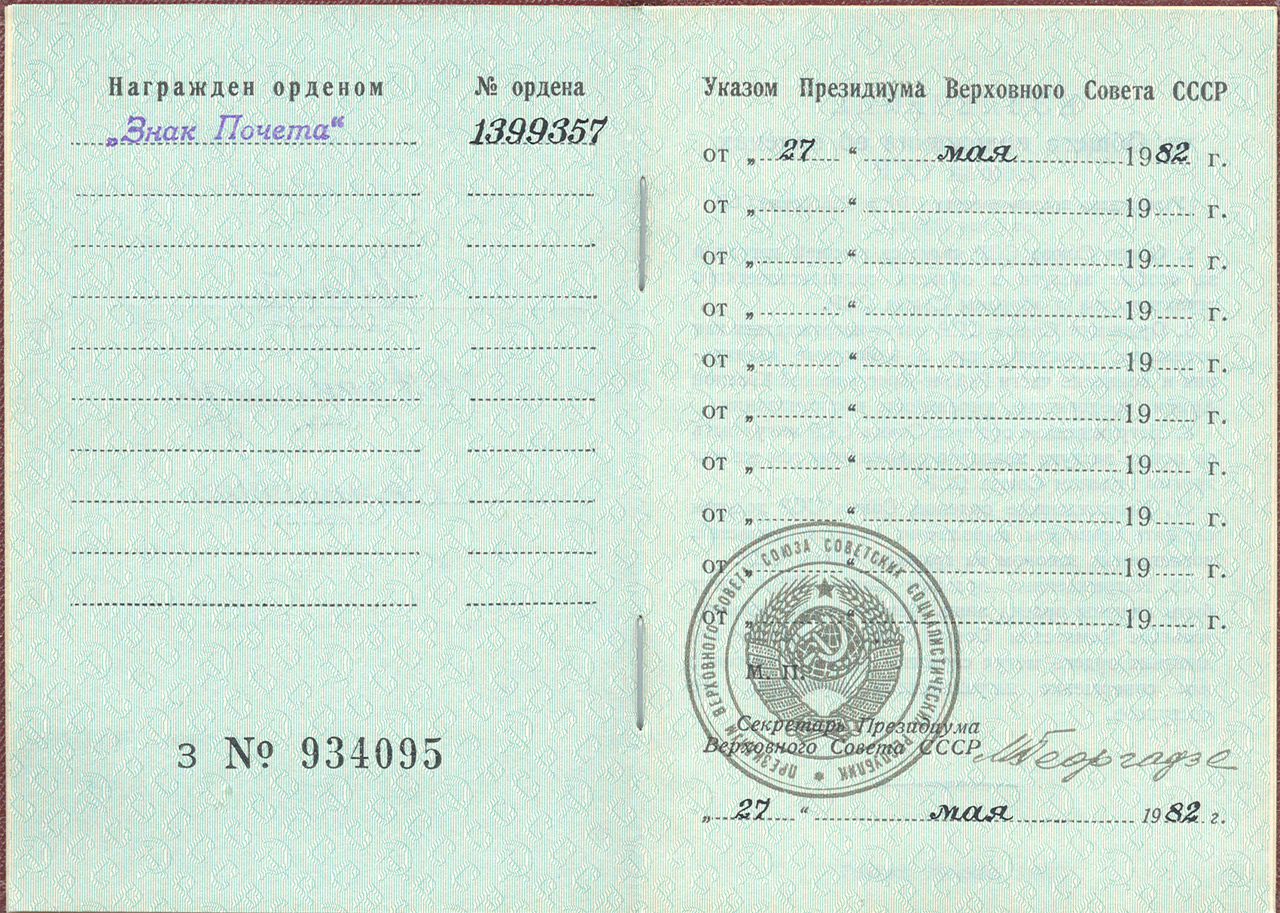 Награжден орденом
№ ордена
„Знак Почета“
1399357
З № 934095
Указом Президиума Верховного Совета СССР
от „ 27 “ мая 1982 г.
от „ “ 19 г.
от „ “ 19 г.
от „ “ 19 г.
от „ “ 19 г.
от „ “ 19 г.
от „ “ 19 г.
от „ “ 19 г.
от „ “ 19 г.
от „ “ 19 г.
ПРЕЗИДИУМ ВЕРХОВНОГО СОВЕТА СОЮЗА СОВЕТСКИХ СОЦИАЛИСТИЧЕСКИХ РЕСПУБЛИК
М. П.
Секретарь Президиума
Верховного Совета СССР
МГеоргадзе
„ 27 “ мая 1982 г.